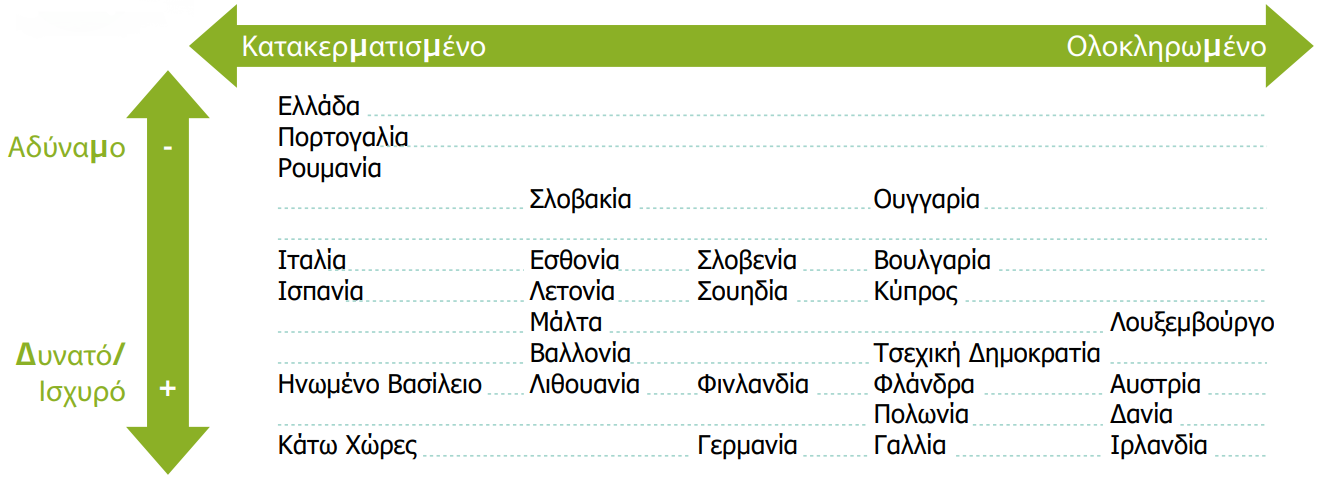 Κατακερματισμένο Ολοκληρωμένο
Ελλάδα
Αδύναμο - Πορτογαλία
Ρουμανία
Σλοβακία Ουγγαρία
Ιταλία Εσθονία Σλοβενία Βουλγαρία
Ισπανία Λετονία Σουηδία Κύπρος
Μάλτα Λουξεμβούργο
Δυνατό/ Βαλλονία Τσεχική Δημοκρατία
Ισχυρό + Ηνωμένο Βασίλειο Λιθουανία Φινλανδία Φλάνδρα Αυστρία
Πολωνία Δανία
Κάτω Χώρες Γερμανία Γαλλία Ιρλανδία